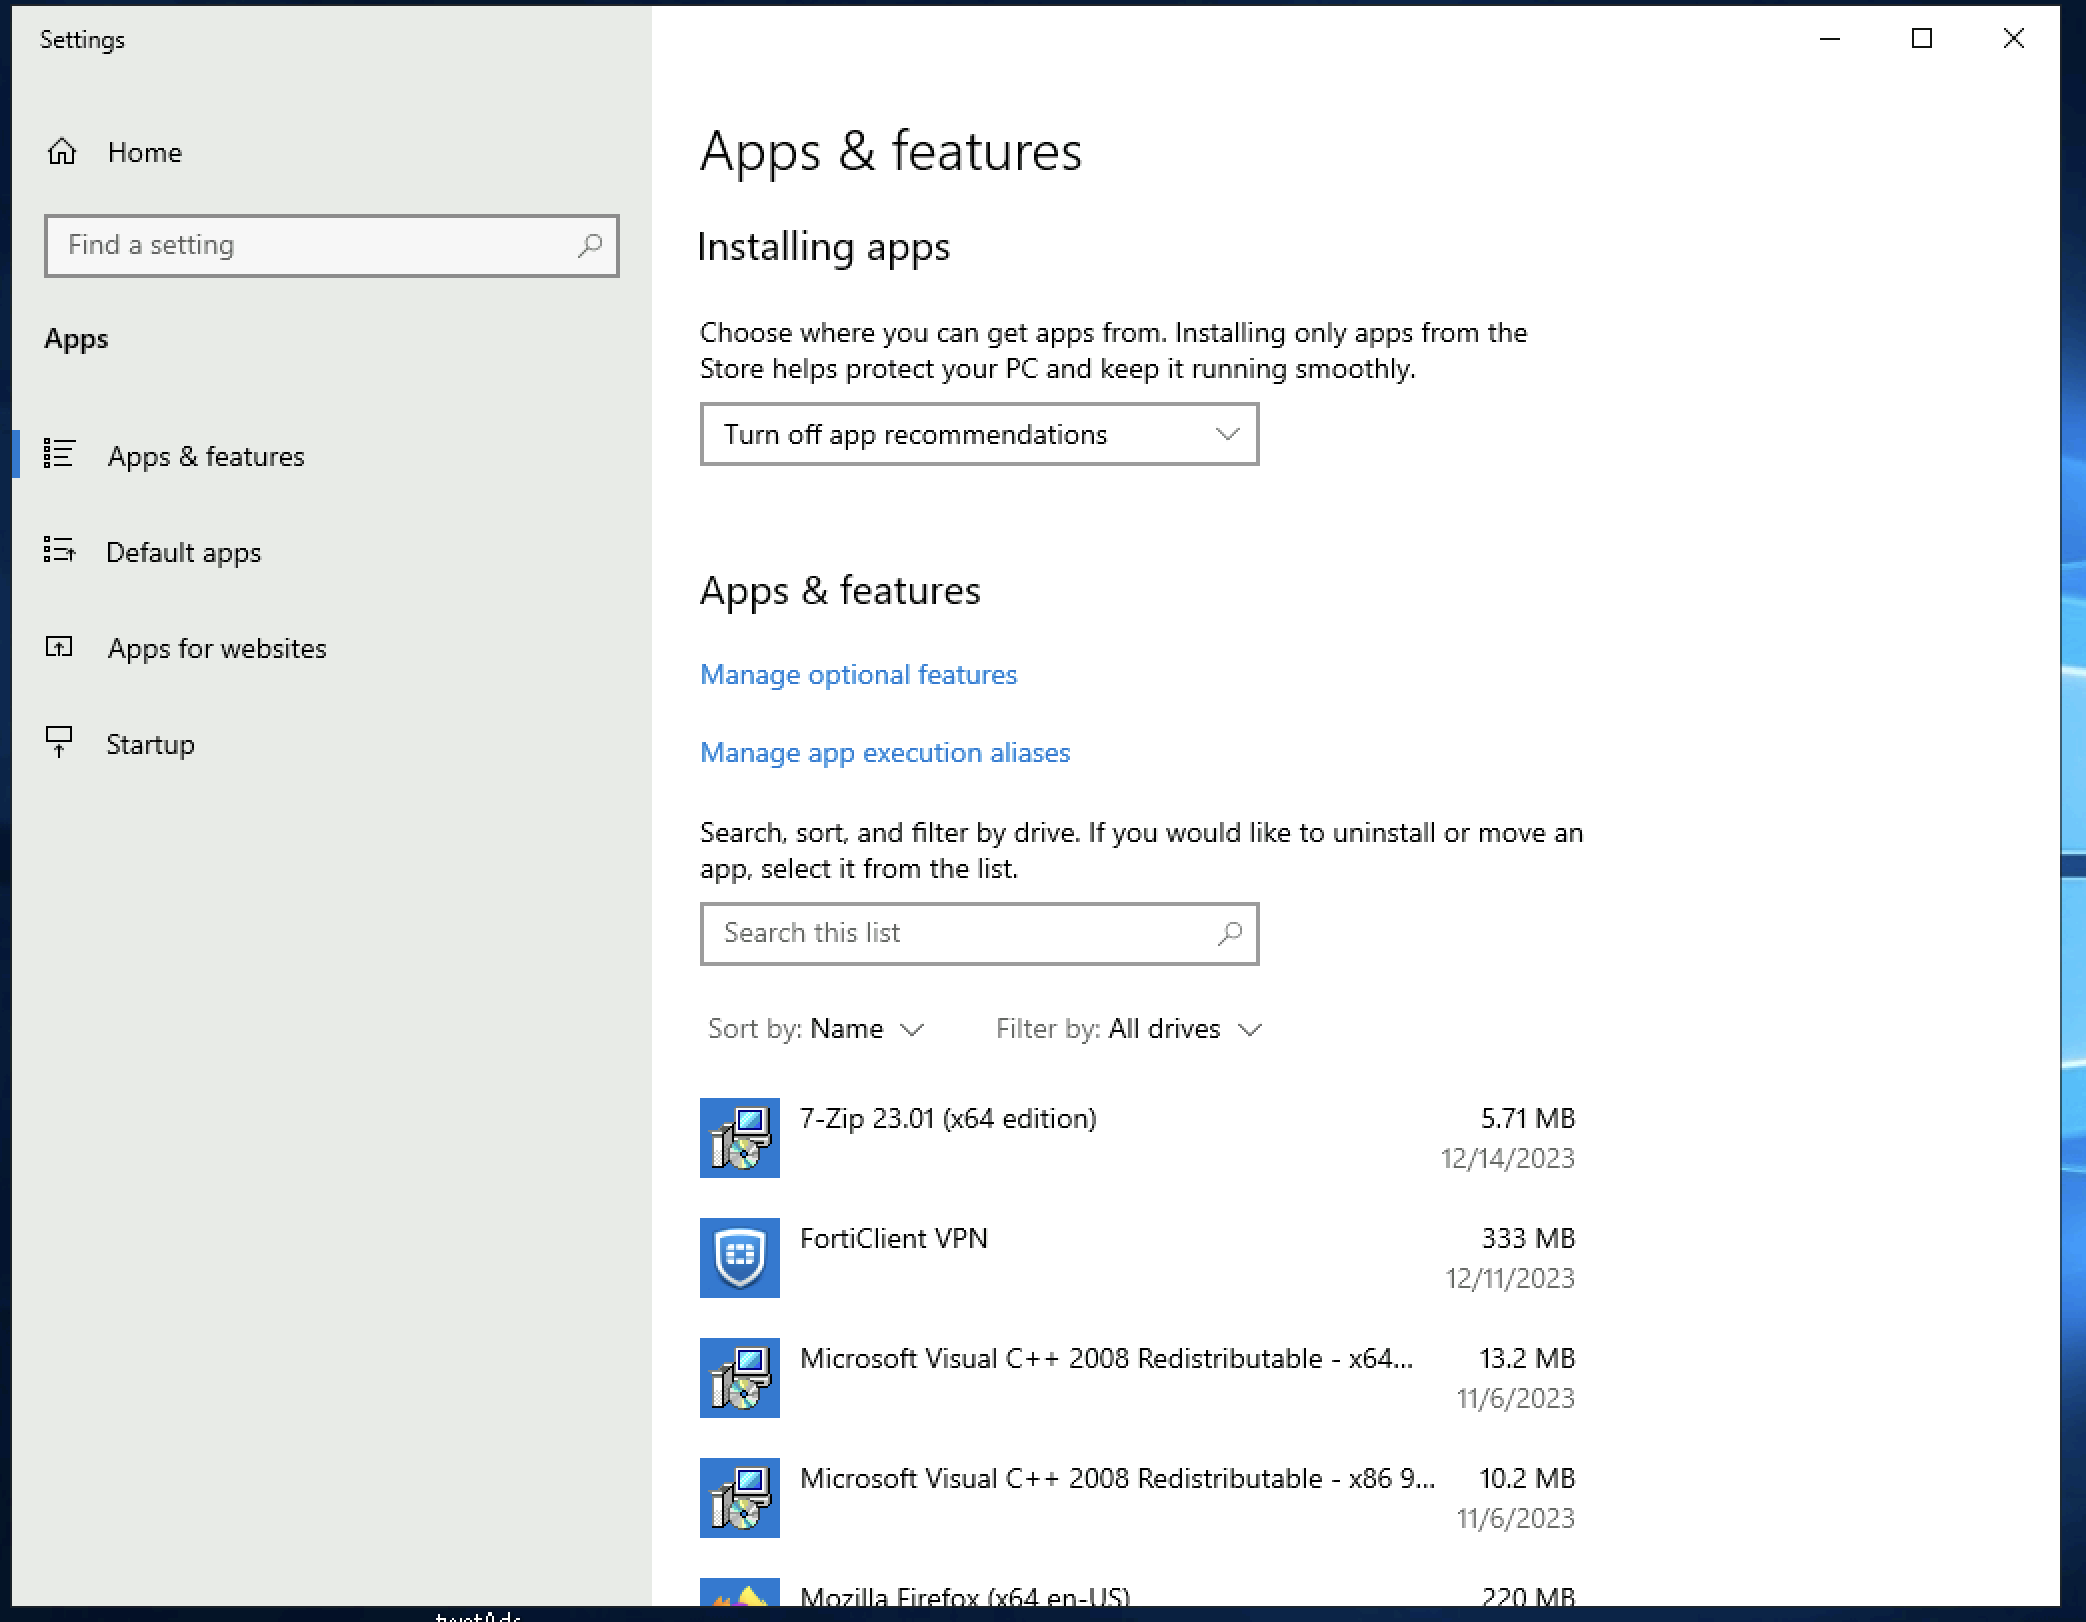 Settings
Home
Find a setting
Apps
Apps & features
Default apps
Apps for websites
Startup
Apps & features
Installing apps
Choose where you can get apps from. Installing only apps from the
Store helps protect your PC and keep it running smoothly.
Turn off app recommendations
Apps & features
Manage optional features
Manage app execution aliases
Search, sort, and filter by drive. If you would like to uninstall or move an
app, select it from the list.
Search this list
Sort by: Name Filter by: All drives
7-Zip 23.01 (x64 edition) 5.71 MB
12/14/2023
FortiClient VPN 333 MB
12/11/2023
Microsoft Visual C++ 2008 Redistributable - x64... 13.2 MB
11/6/2023
Microsoft Visual C++ 2008 Redistributable - x86 9... 10.2 MB
11/6/2023
Mozilla Firefox (x64 en-US) 220 MB